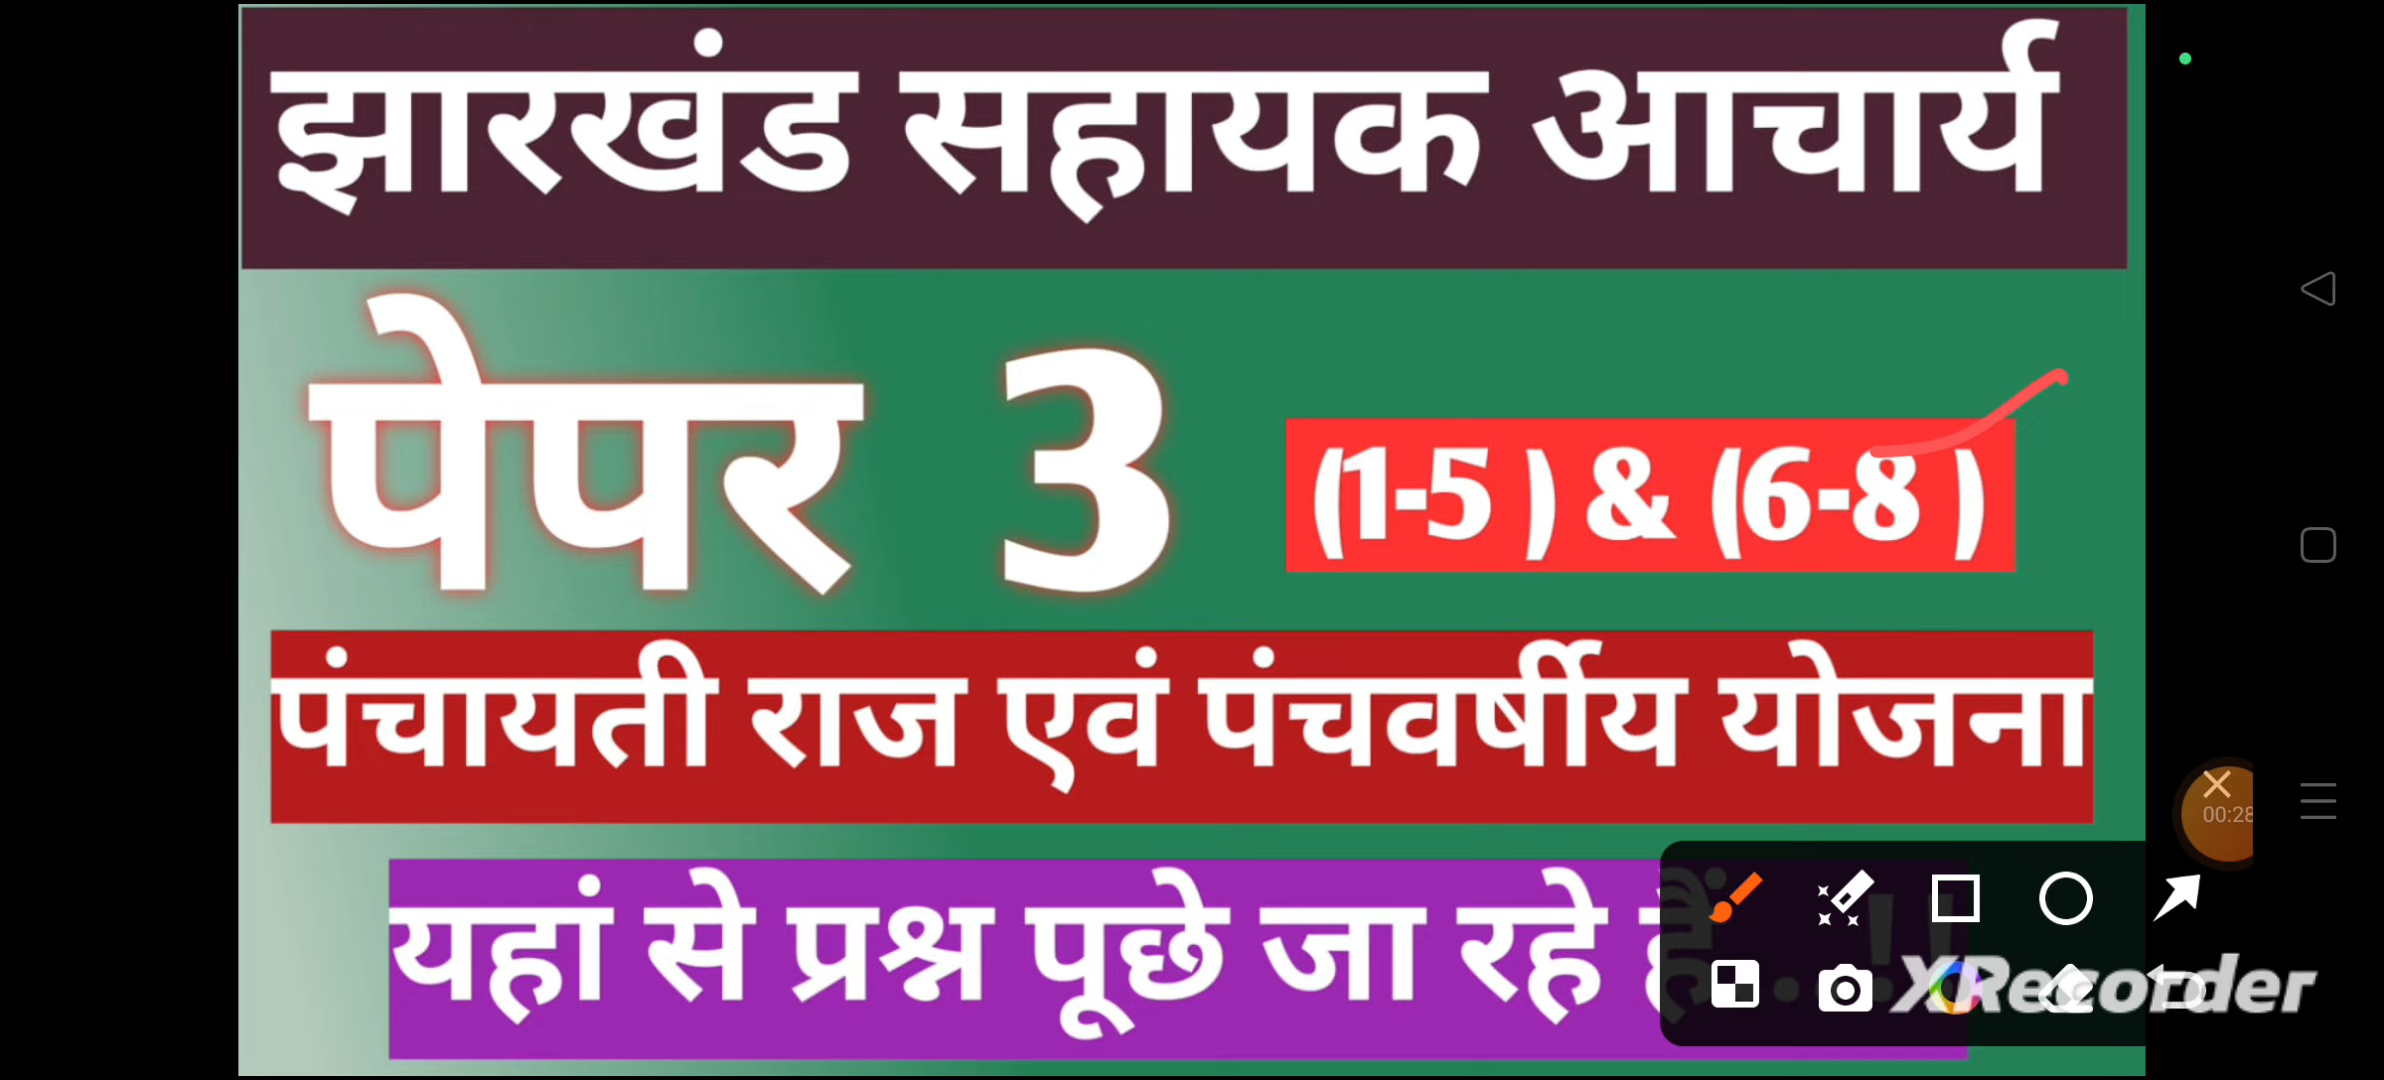 झारखंड सहायक आचार्य
पेपर 3
(1-5 ) & (6-8 )
पंचायती राज एवं पंचवर्षीय योजना
यहां से प्रश्न पूछे जा रहे हैं..!!
00:28
XRecorder